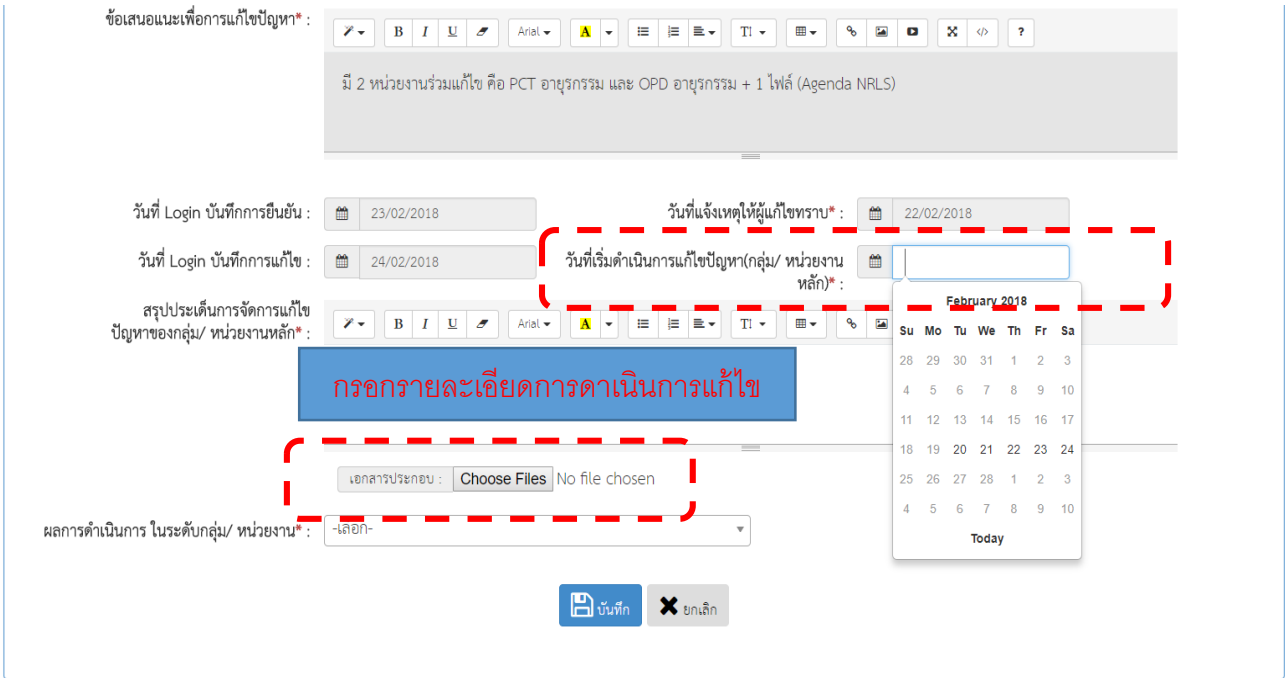 ข้อเสนอแนะเพื่อการแก้ไขปัญหา* :
B I U Arial A T! % </> ?
มี 2 หน่วยงานร่วมแก้ไข คือ PCT อายุรกรรม และ OPD อายุรกรรม + 1 ไฟล์ (Agenda NRLS)
วันที่ Login บันทึกการยืนยัน : 23/02/2018 วันที่แจ้งเหตุให้ผู้แก้ไขทราบ* : 22/02/2018
วันที่ Login บันทึกการแก้ไข : 24/02/2018 วันที่เริ่มดำเนินการแก้ไขปัญหา(กลุ่ม/ หน่วยงาน
หลัก)* :
สรุปประเด็นการจัดการแก้ไข
ปัญหาของกลุ่ม/ หน่วยงานหลัก* :
B I U Arial A T! %
February 2018
Su Mo Tu We Th Fr Sa
28 29 30 31 1 2 3
4 5 6 7 8 9 10
11 12 13 14 15 16 17
18 19 20 21 22 23 24
25 26 27 28 1 2 3
4 5 6 7 8 9 10
Today
กรอกรายละเอียดการดาเนินการแก้ไข
เอกสารประกอบ : Choose Files No file chosen
ผลการดำเนินการ ในระดับกลุ่ม/ หน่วยงาน* : -เลือก-
บันทึก ยกเลิก